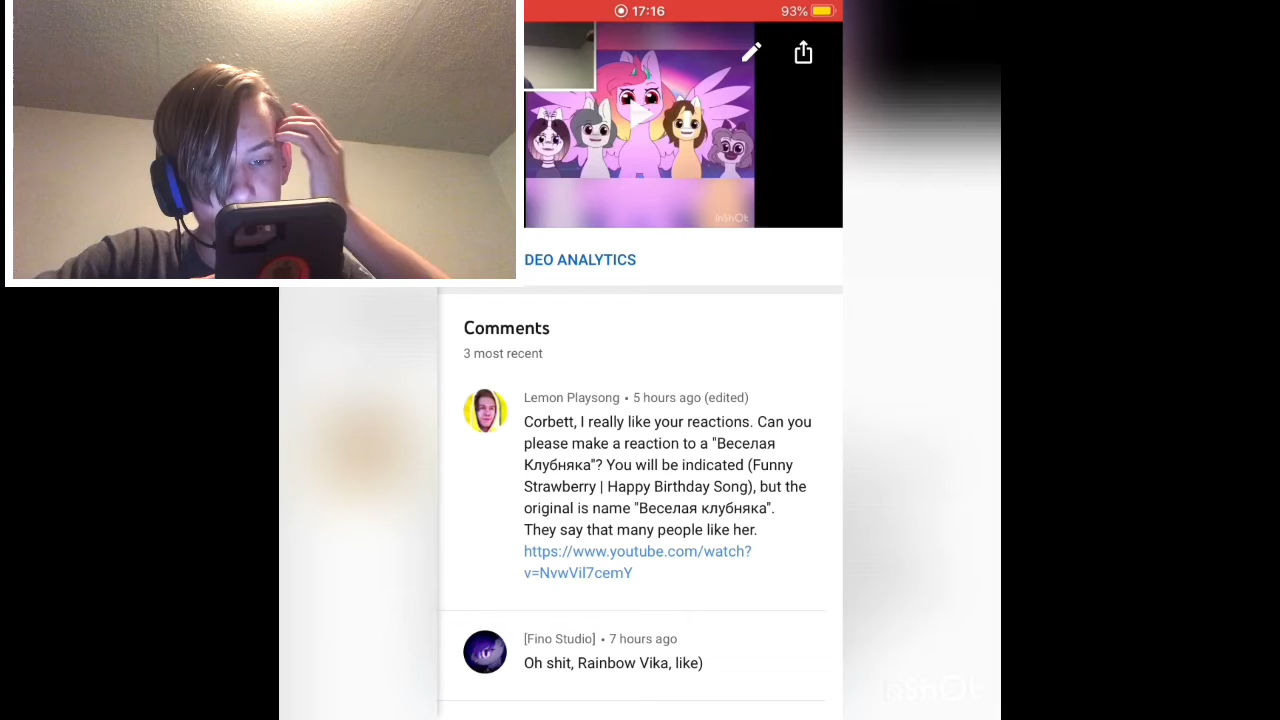 17:16
93%
InShOt
DEO ANALYTICS
Comments
3 most recent
Lemon Playsong • 5 hours ago (edited)
Corbett, I really like your reactions. Can you
please make a reaction to a "Веселая
Клубняка"? You will be indicated (Funny
Strawberry | Happy Birthday Song), but the
original is name "Веселая клубняка".
They say that many people like her.
https://www.youtube.com/watch?
v=NvwVil7cemY
[Fino Studio] • 7 hours ago
Oh shit, Rainbow Vika, like)
InShOt